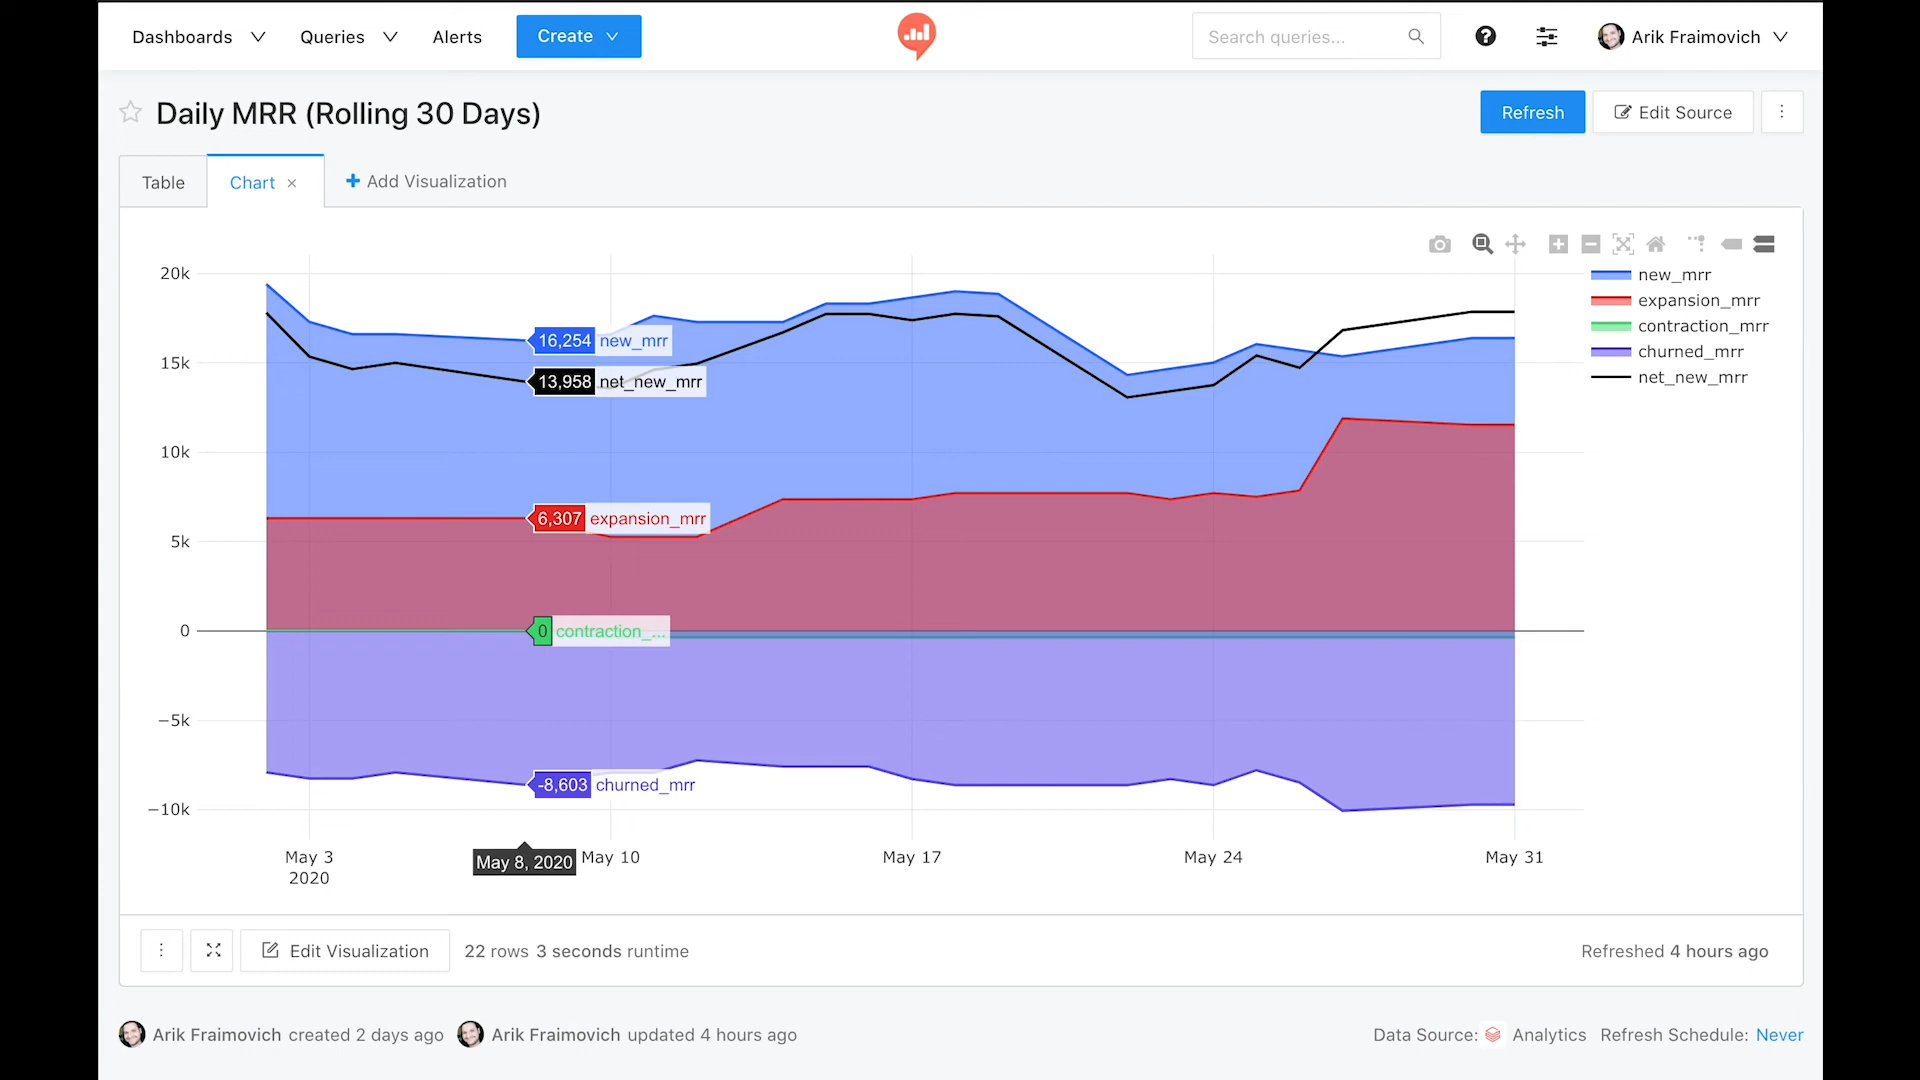 Dashboards Queries Alerts Create Search queries... Arik Fraimovich
Daily MRR (Rolling 30 Days) Refresh Edit Source
Table Chart Add Visualization
20k
15k
10k
5k
0
−5k
−10k
new_mrr
expansion_mrr
contraction_mrr
churned_mrr
net_new_mrr
16,254 new_mrr
13,958 net_new_mrr
6,307 expansion_mrr
0 contraction_...
-8,603 churned_mrr
May 3 May 8, 2020 May 10 May 17 May 24 May 31
2020
Edit Visualization 22 rows 3 seconds runtime Refreshed 4 hours ago
Arik Fraimovich created 2 days ago Arik Fraimovich updated 4 hours ago Data Source: Analytics Refresh Schedule: Never